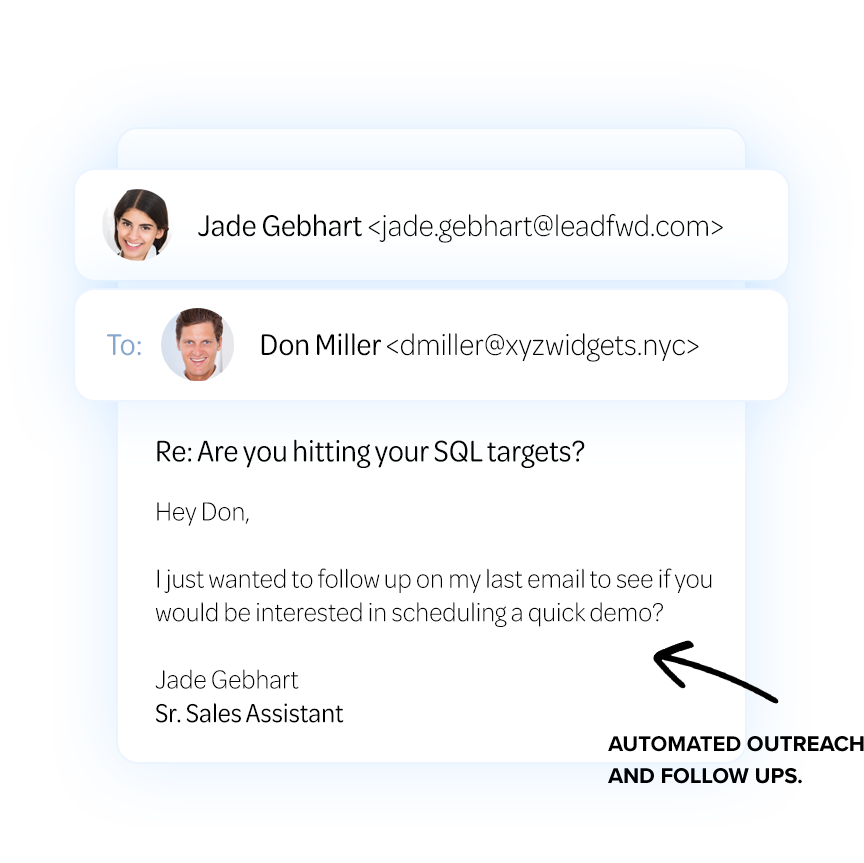 Jade Gebhart <jade.gebhart@leadfwd.com>
To: Don Miller <dmiller@xyzwidgets.nyc>
Re: Are you hitting your SQL targets?
Hey Don,
I just wanted to follow up on my last email to see if you
would be interested in scheduling a quick demo?
Jade Gebhart
Sr. Sales Assistant
AUTOMATED OUTREACH
AND FOLLOW UPS.